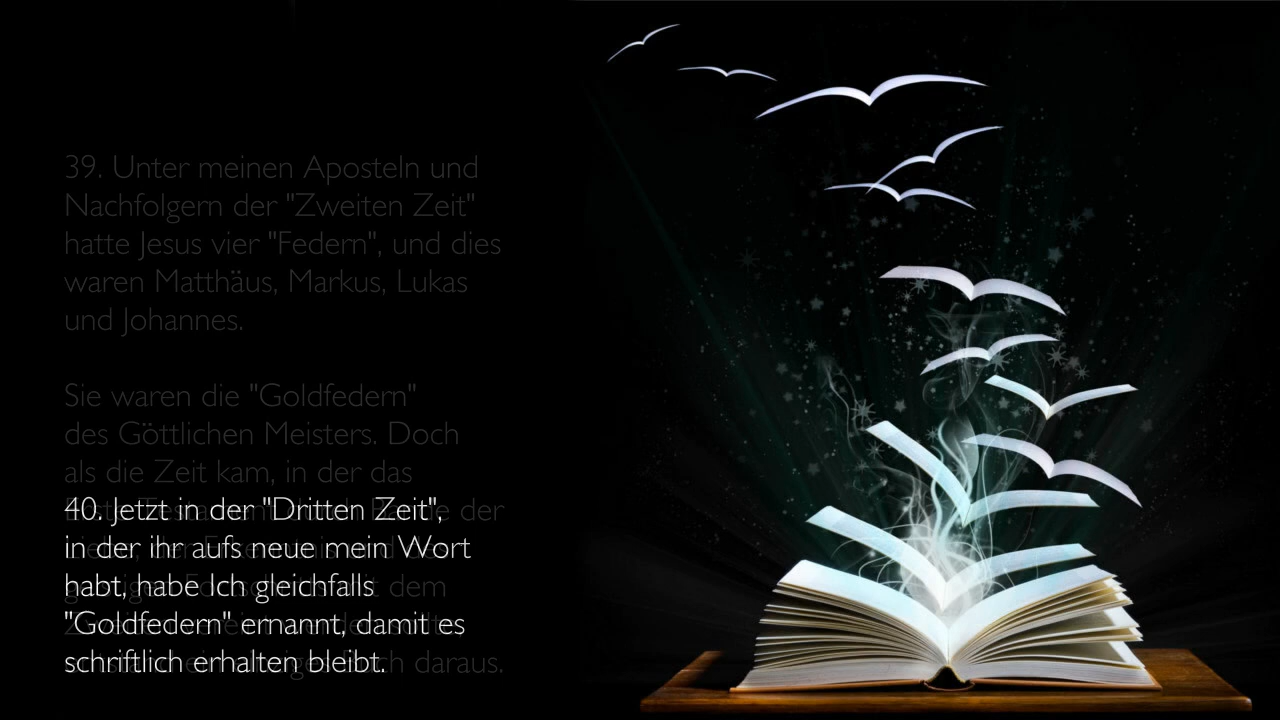 39. Unter meinen Aposteln und
Nachfolgern der "Zweiten Zeit"
hatte Jesus vier "Federn", und dies
waren Matthäus, Markus, Lukas
und Johannes.
Sie waren die "Goldfedern"
des Göttlichen Meisters. Doch
als die Zeit kam, in der das
40. Jetzt in der "Dritten Zeit",
in der ihr aufs neue mein Wort
habt, habe Ich gleichfalls
"Goldfedern" ernannt, damit es
schriftlich erhalten bleibt.
der
dem
daraus.